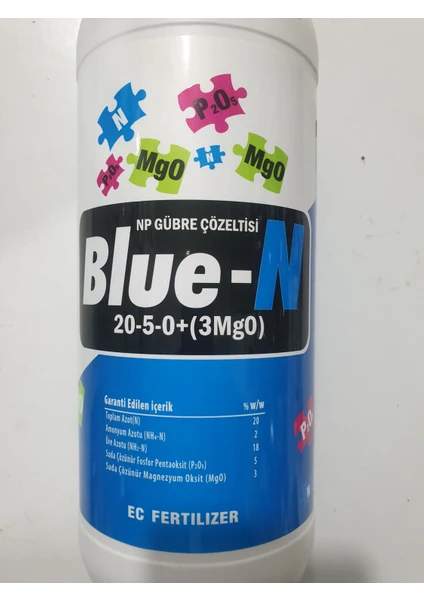 N
P₂O₅
P₂O₅
MgO
N
MgO
NP GÜBRE ÇÖZELTİSİ
Blue-N
20-5-0+(3MgO)
Garanti Edilen içerik % w/w
Toplam Azot(N) 20
Amonyum Azotu (NH₄-N) 2
Üre Azotu (NH₂-N) 18
Suda Çözünür Fosfor Pentaoksit (P₂O₅) 5
Suda Çözünür Magnezyum Oksit (MgO) 3
N
EC FERTILIZER